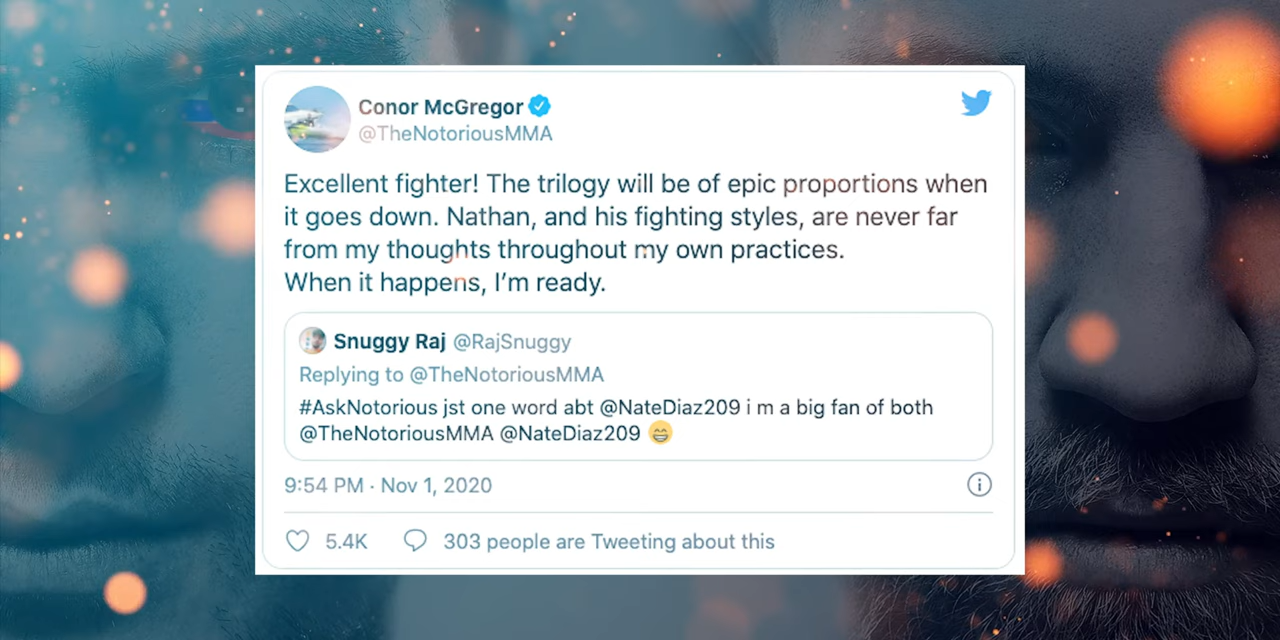 Conor McGregor
@TheNotoriousMMA
Excellent fighter! The trilogy will be of epic proportions when
it goes down. Nathan, and his fighting styles, are never far
from my thoughts throughout my own practices.
When it happens, I’m ready.
Snuggy Raj @RajSnuggy
Replying to @TheNotoriousMMA
#AskNotorious jst one word abt @NateDiaz209 i m a big fan of both
@TheNotoriousMMA @NateDiaz209 😁
9:54 PM · Nov 1, 2020
5.4K 303 people are Tweeting about this